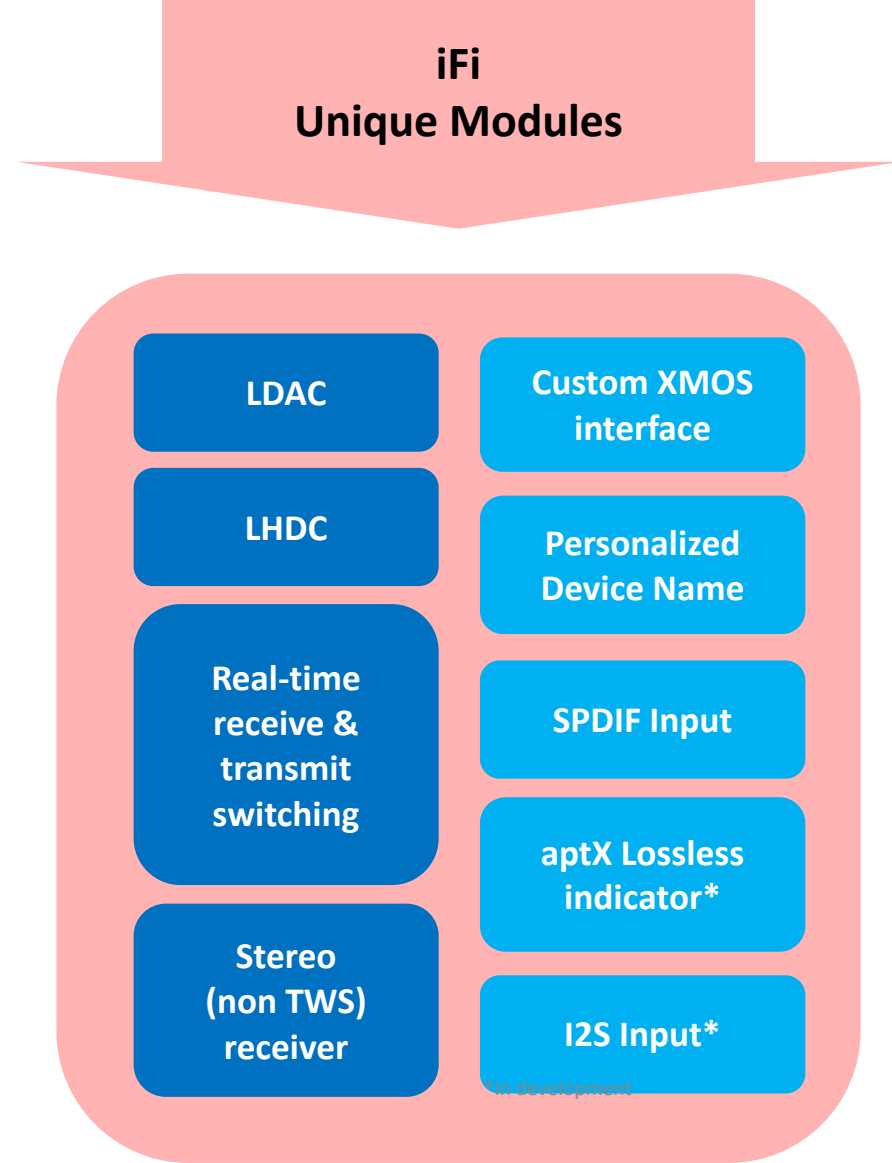 iFi
Unique Modules
LDAC
LHDC
Real-time
receive &
transmit
switching
Stereo
(non TWS)
receiver
Custom XMOS
interface
Personalized
Device Name
SPDIF Input
aptX Lossless
indicator*
I2S Input*
*In development